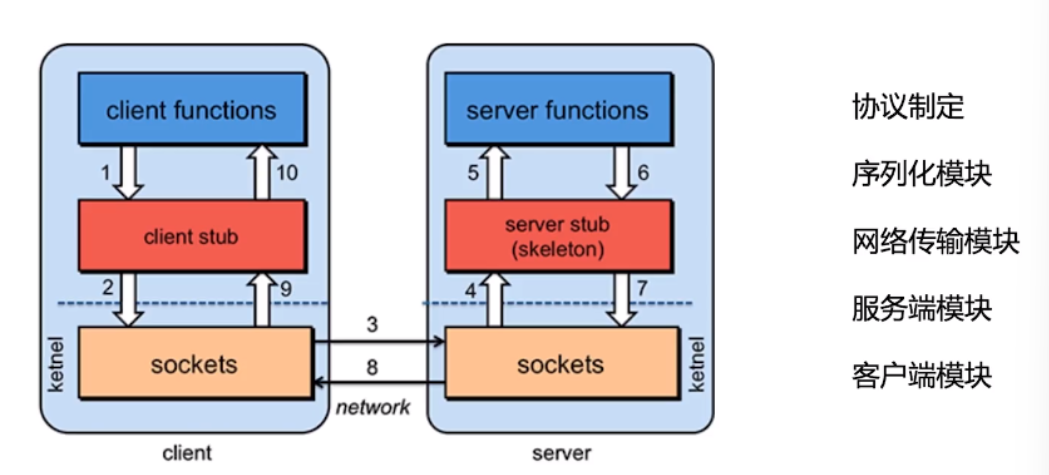 client functions
server functions
1
10
5
6
client stub
server stub
(skeleton)
2
9
4
7
3
sockets
sockets
8
ketnel
ketnel
network
client
server
协议制定
序列化模块
网络传输模块
服务端模块
客户端模块